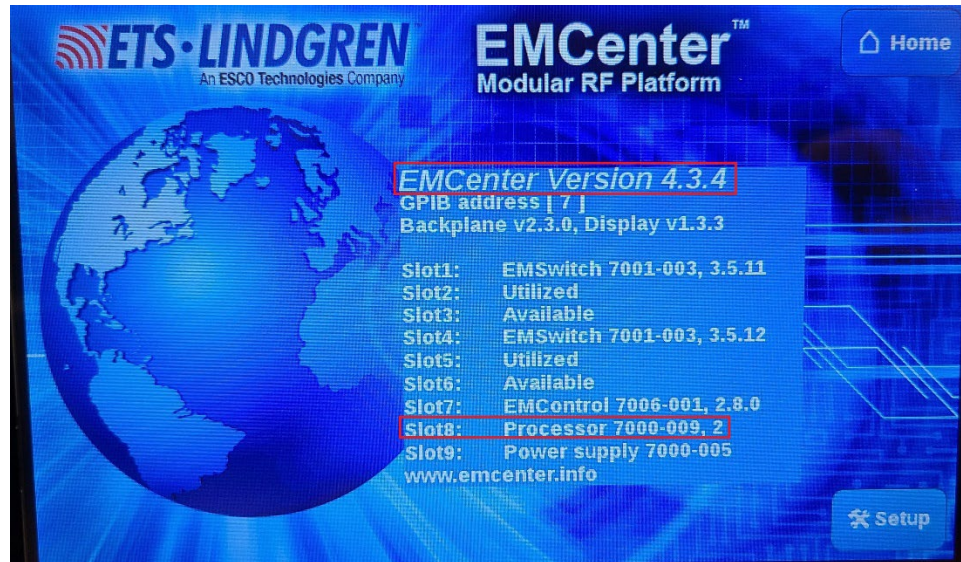 ETS·LINDGREN
An ESCO Technologies Company
EMCenter™
Modular RF Platform
Home
EMCenter Version 4.3.4
GPIB address [ 7 ]
Backplane v2.3.0, Display v1.3.3
Slot1: EMSwitch 7001-003, 3.5.11
Slot2: Utilized
Slot3: Available
Slot4: EMSwitch 7001-003, 3.5.12
Slot5: Utilized
Slot6: Available
Slot7: EMControl 7006-001, 2.8.0
Slot8: Processor 7000-009, 2
Slot9: Power supply 7000-005
www.emcenter.info
Setup